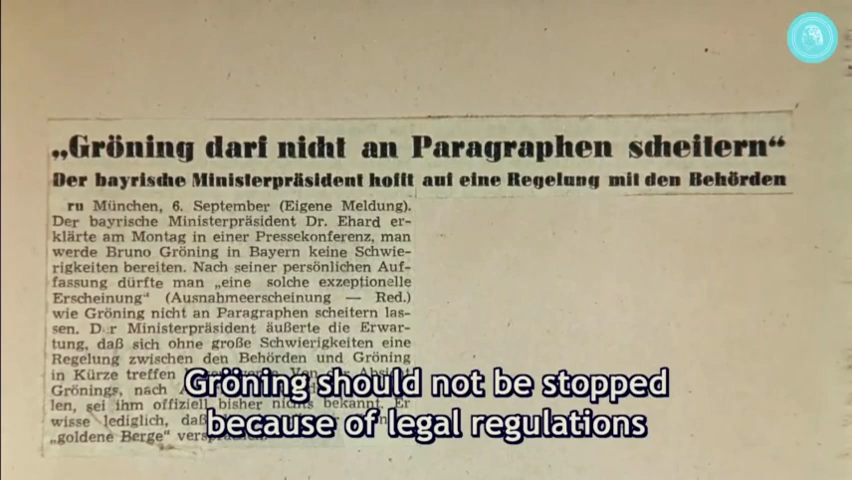 „Gröning darf nicht an Paragraphen scheitern“
Der bayrische Ministerpräsident hofft auf eine Regelung mit den Behörden
ru München, 6. September (Eigene Meldung).
Der bayrische Ministerpräsident Dr. Ehard er-
klärte am Montag in einer Pressekonferenz, man
werde Bruno Gröning in Bayern keine Schwie-
rigkeiten bereiten. Nach seiner persönlichen Auf-
fassung dürfte man „eine solche exzeptionelle
Erscheinung“ (Ausnahmeerscheinung — Red.)
wie Gröning nicht an Paragraphen scheitern las-
sen. Der Ministerpräsident äußerte die Erwar-
tung, daß sich ohne große Schwierigkeiten eine
Regelung zwischen den Behörden und Gröning
in Kürze treffen
Grönings, nach
len, sei ihm offiziell bisher nichts bekannt. Er
wisse lediglich, daß
„goldene Berge“
Gröning should not be stopped
because of legal regulations